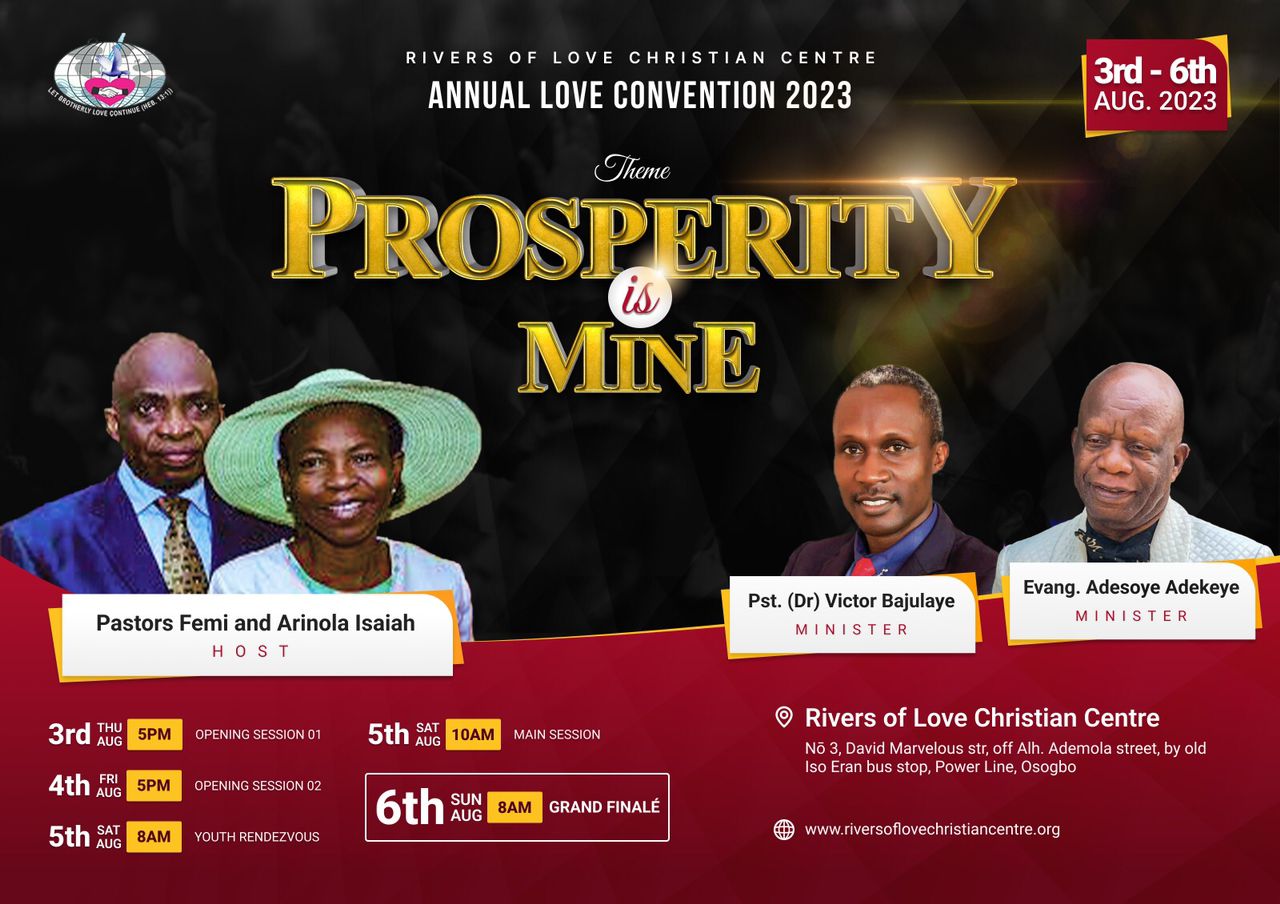 LET BROTHERLY LOVE CONTINUE (HEB. 13:1)
RIVERS OF LOVE CHRISTIAN CENTRE
ANNUAL LOVE CONVENTION 2023
3rd - 6th
AUG. 2023
Theme
PROSPERITY
is
MINE
Pastors Femi and Arinola Isaiah
HOST
Pst. (Dr) Victor Bajulaye
MINISTER
Evang. Adesoye Adekeye
MINISTER
3rd THU AUG 5PM OPENING SESSION 01
4th FRI AUG 5PM OPENING SESSION 02
5th SAT AUG 8AM YOUTH RENDEZVOUS
5th SAT AUG 10AM MAIN SESSION
6th SUN AUG 8AM GRAND FINALÉ
Rivers of Love Christian Centre
Nō 3, David Marvelous str, off Alh. Ademola street, by old
Iso Eran bus stop, Power Line, Osogbo
www.riversoflovechristiancentre.org